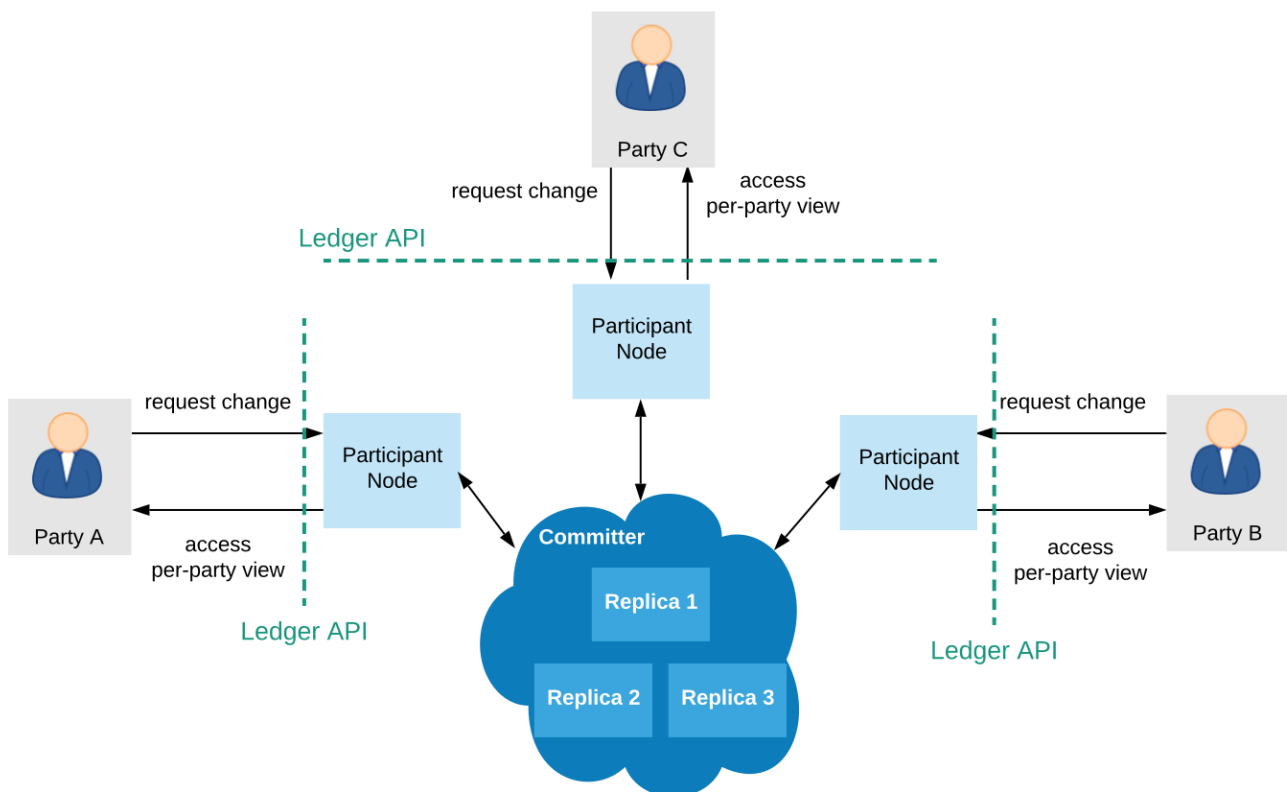 Party C
request change
access
per-party view
Ledger API
Participant
Node
request change
Party A
access
per-party view
Ledger API
Participant
Node
Participant
Node
request change
Party B
access
per-party view
Ledger API
Committer
Replica 1
Replica 2
Replica 3